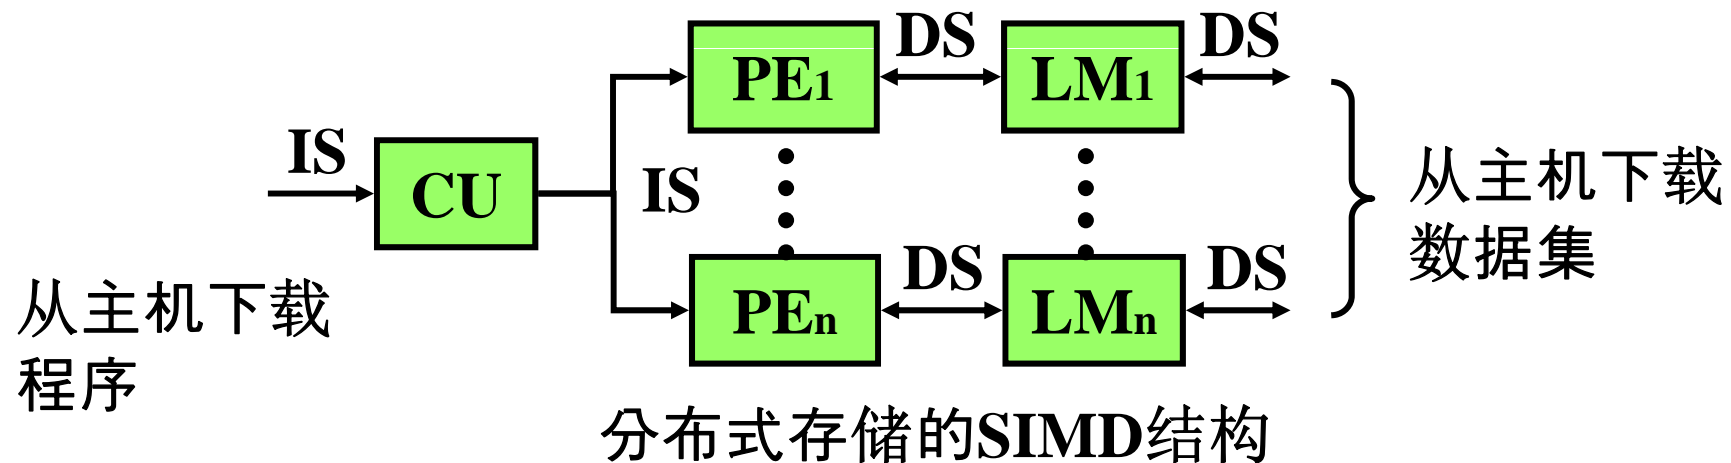 DS
DS
PE1
LM1
IS
CU
IS
从主机下载
数据集
DS
DS
PEn
LMn
从主机下载
程序
分布式存储的SIMD结构